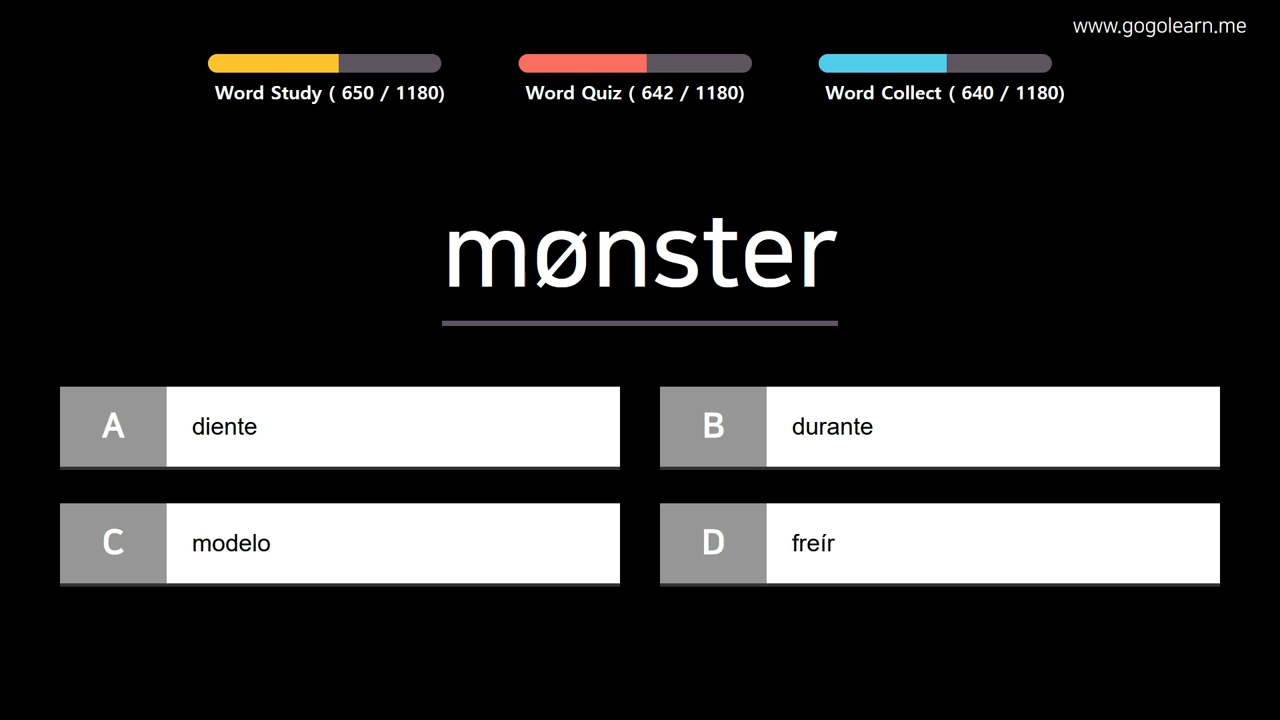 www.gogolearn.me
Word Study ( 650 / 1180)
Word Quiz ( 642 / 1180)
Word Collect ( 640 / 1180)
mønster
A diente
B durante
C modelo
D freír